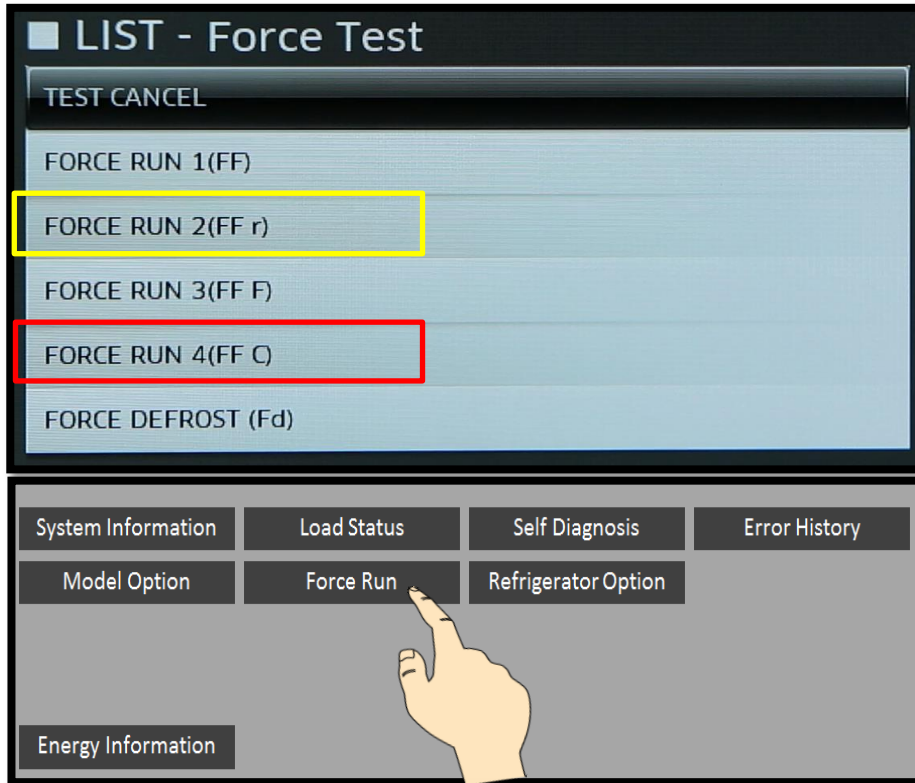 LIST - Force Test
TEST CANCEL
FORCE RUN 1(FF)
FORCE RUN 2(FF r)
FORCE RUN 3(FF F)
FORCE RUN 4(FF C)
FORCE DEFROST (Fd)
System Information Load Status Self Diagnosis Error History
Model Option Force Run Refrigerator Option
Energy Information